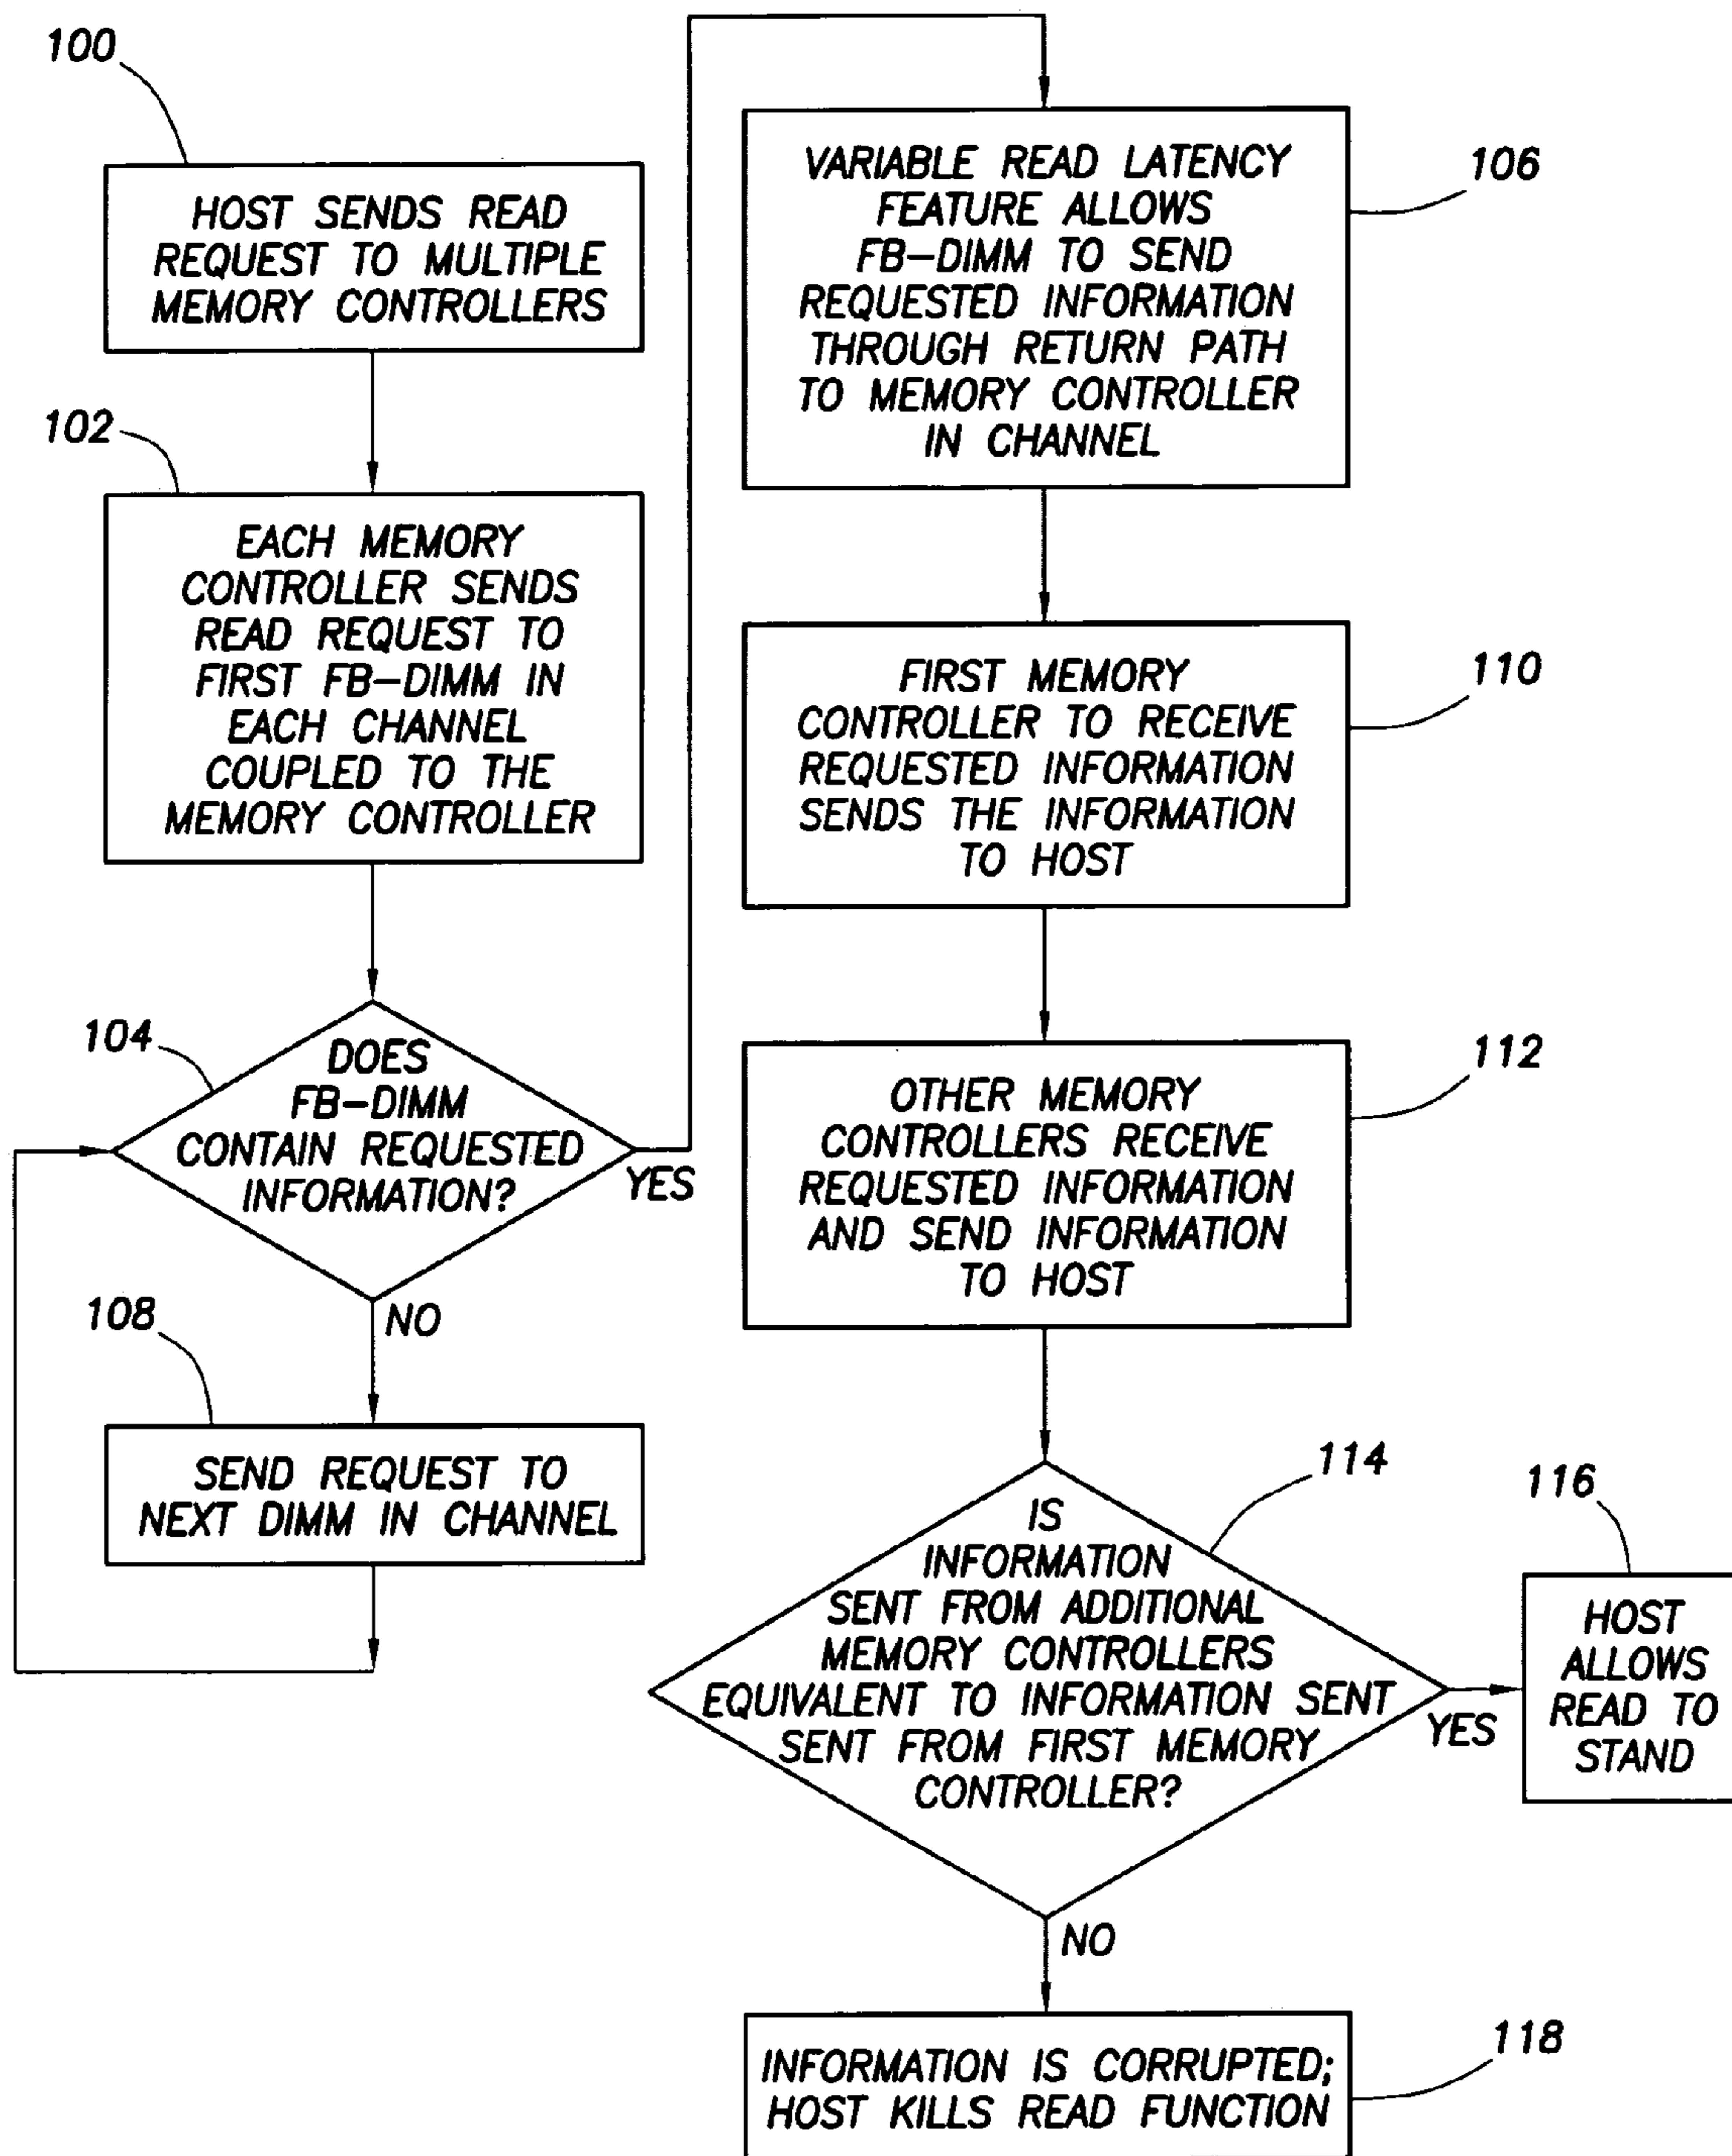 100
HOST SENDS READ
REQUEST TO MULTIPLE
MEMORY CONTROLLERS
102
EACH MEMORY
CONTROLLER SENDS
READ REQUEST TO
FIRST FB-DIMM IN
EACH CHANNEL
COUPLED TO THE
MEMORY CONTROLLER
104
DOES
FB-DIMM
CONTAIN REQUESTED
INFORMATION?
YES
NO
108
SEND REQUEST TO
NEXT DIMM IN CHANNEL
106
VARIABLE READ LATENCY
FEATURE ALLOWS
FB-DIMM TO SEND
REQUESTED INFORMATION
THROUGH RETURN PATH
TO MEMORY CONTROLLER
IN CHANNEL
110
FIRST MEMORY
CONTROLLER TO RECEIVE
REQUESTED INFORMATION
SENDS THE INFORMATION
TO HOST
112
OTHER MEMORY
CONTROLLERS RECEIVE
REQUESTED INFORMATION
AND SEND INFORMATION
TO HOST
114
IS
INFORMATION
SENT FROM ADDITIONAL
MEMORY CONTROLLERS
EQUIVALENT TO INFORMATION SENT
SENT FROM FIRST MEMORY
CONTROLLER?
YES
116
HOST
ALLOWS
READ TO
STAND
NO
118
INFORMATION IS CORRUPTED;
HOST KILLS READ FUNCTION